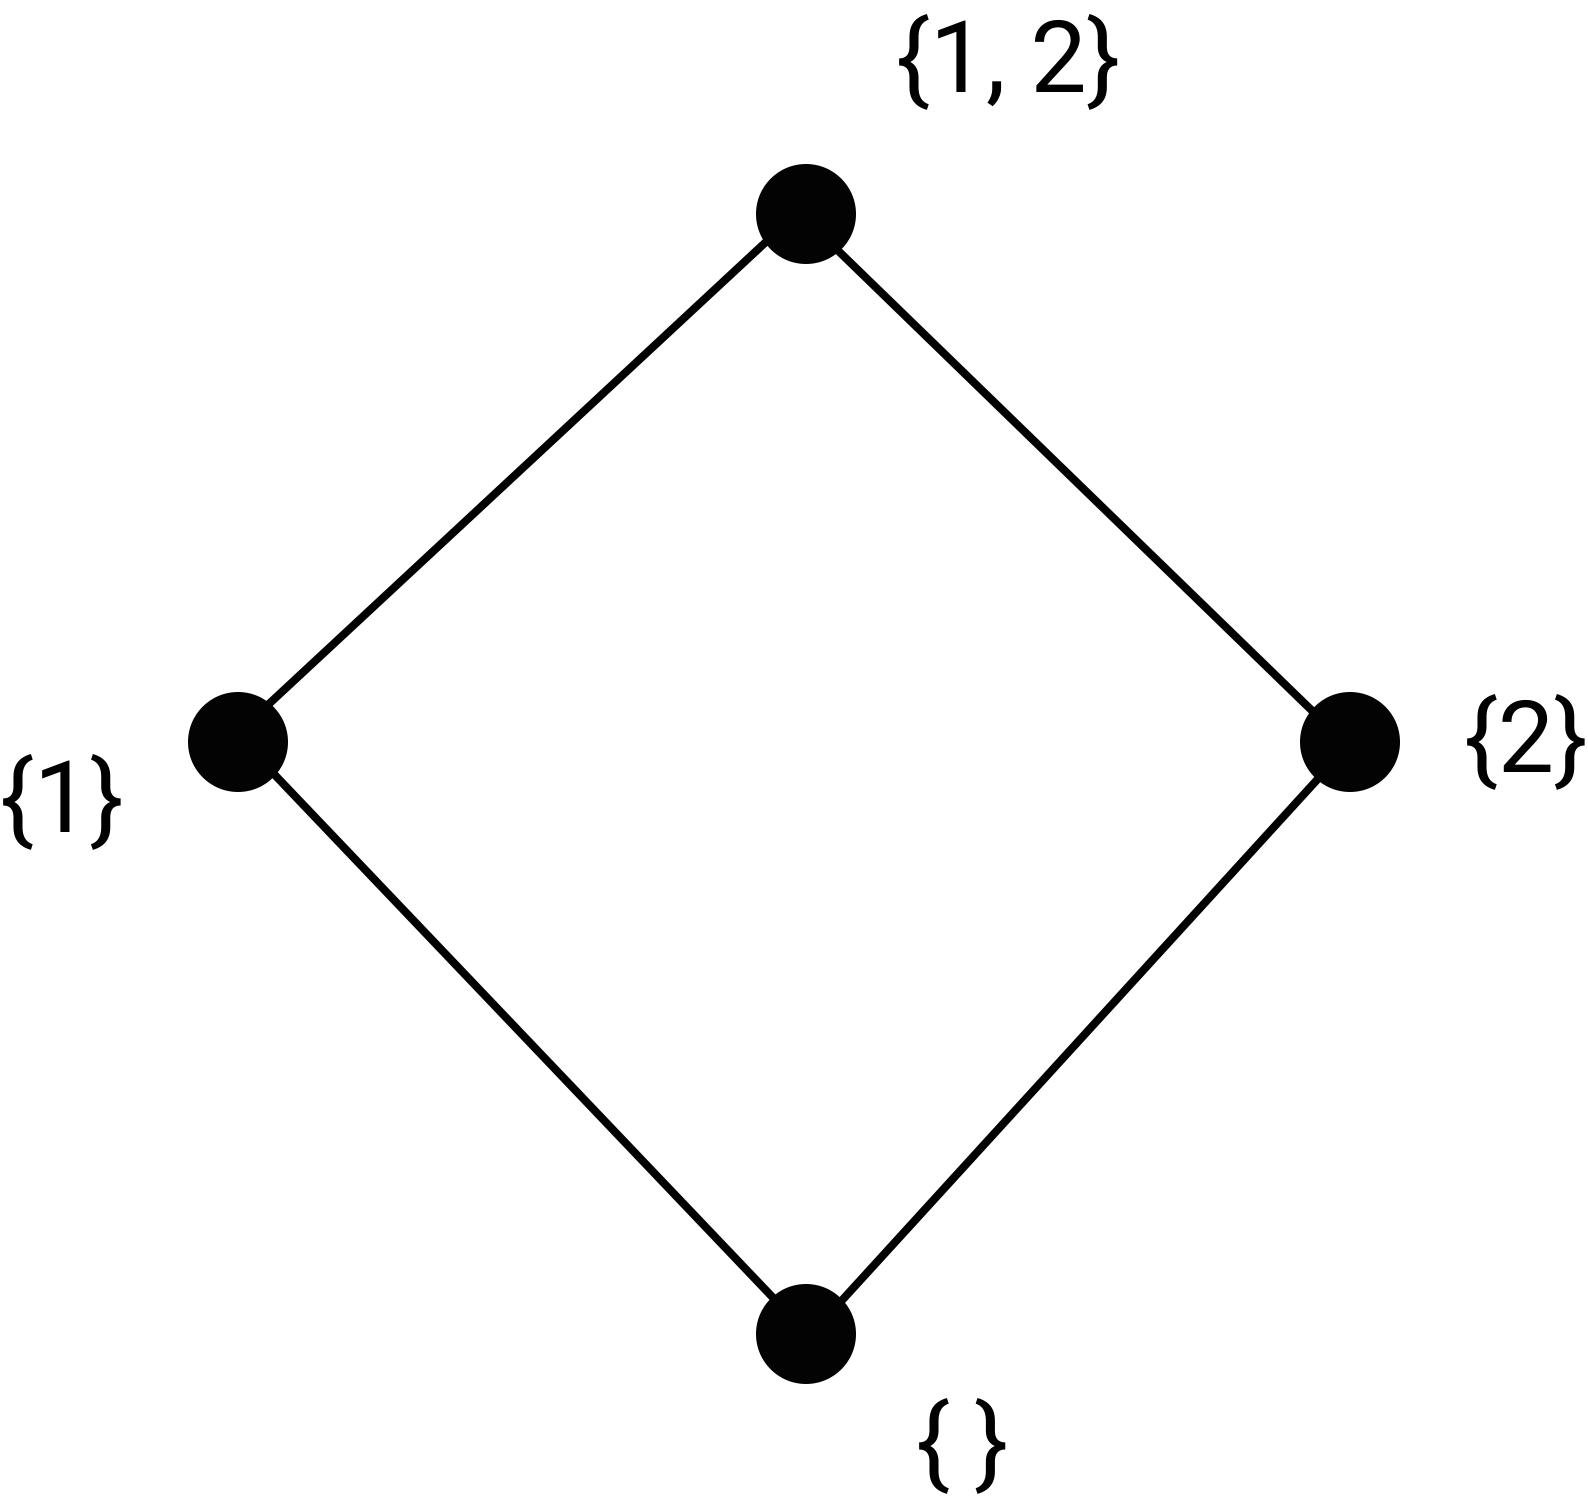 {1, 2}
{1}
{2}
{ }